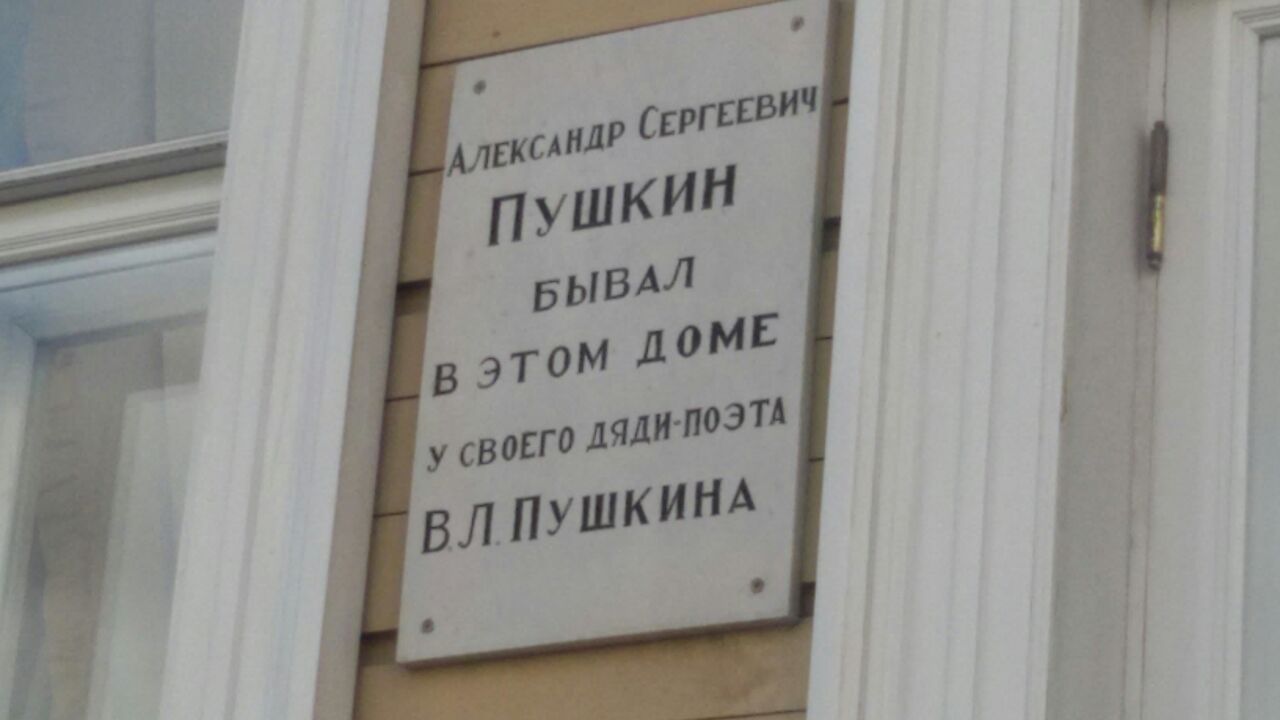 Александр Сергеевич
Пушкин
бывал
в этом доме
у своего дяди-поэта
В.Л. Пушкина